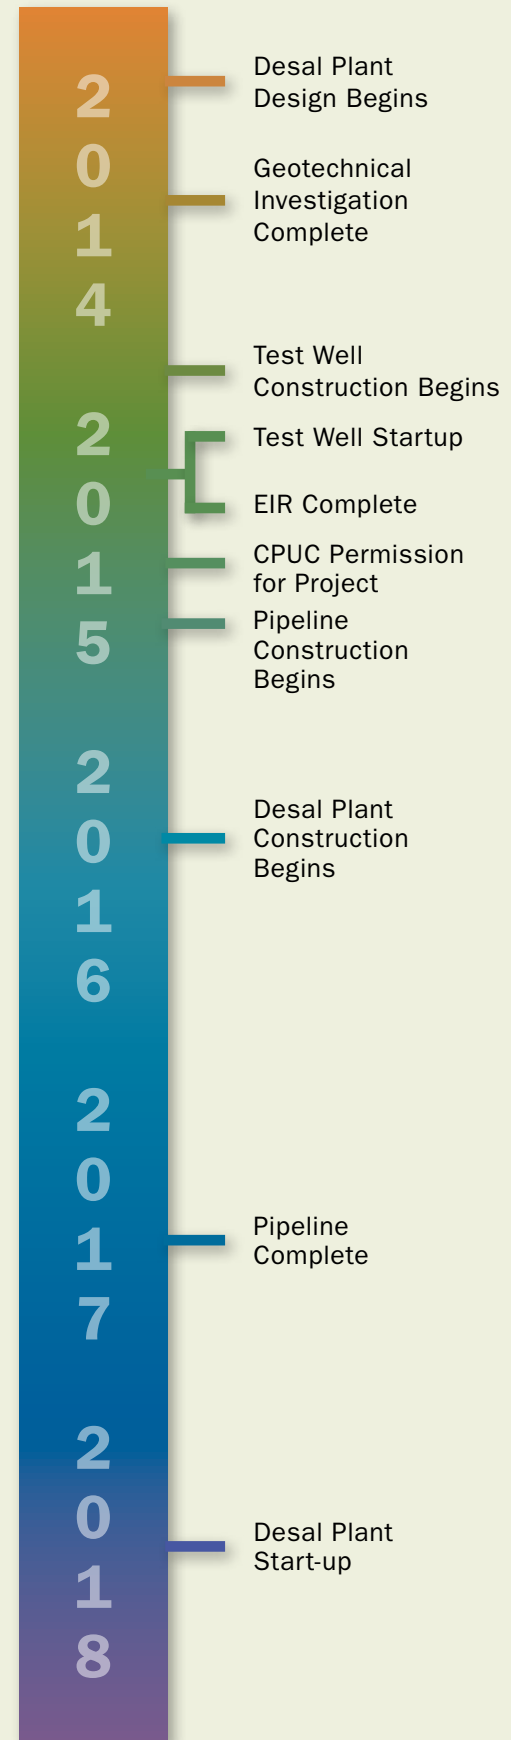 2
0
1
4
Desal Plant
Design Begins
Geotechnical
Investigation
Complete
Test Well
Construction Begins
2
0
1
5
Test Well Startup
EIR Complete
CPUC Permission
for Project
Pipeline
Construction
Begins
2
0
1
6
Desal Plant
Construction
Begins
2
0
1
7
Pipeline
Complete
2
0
1
8
Desal Plant
Start-up